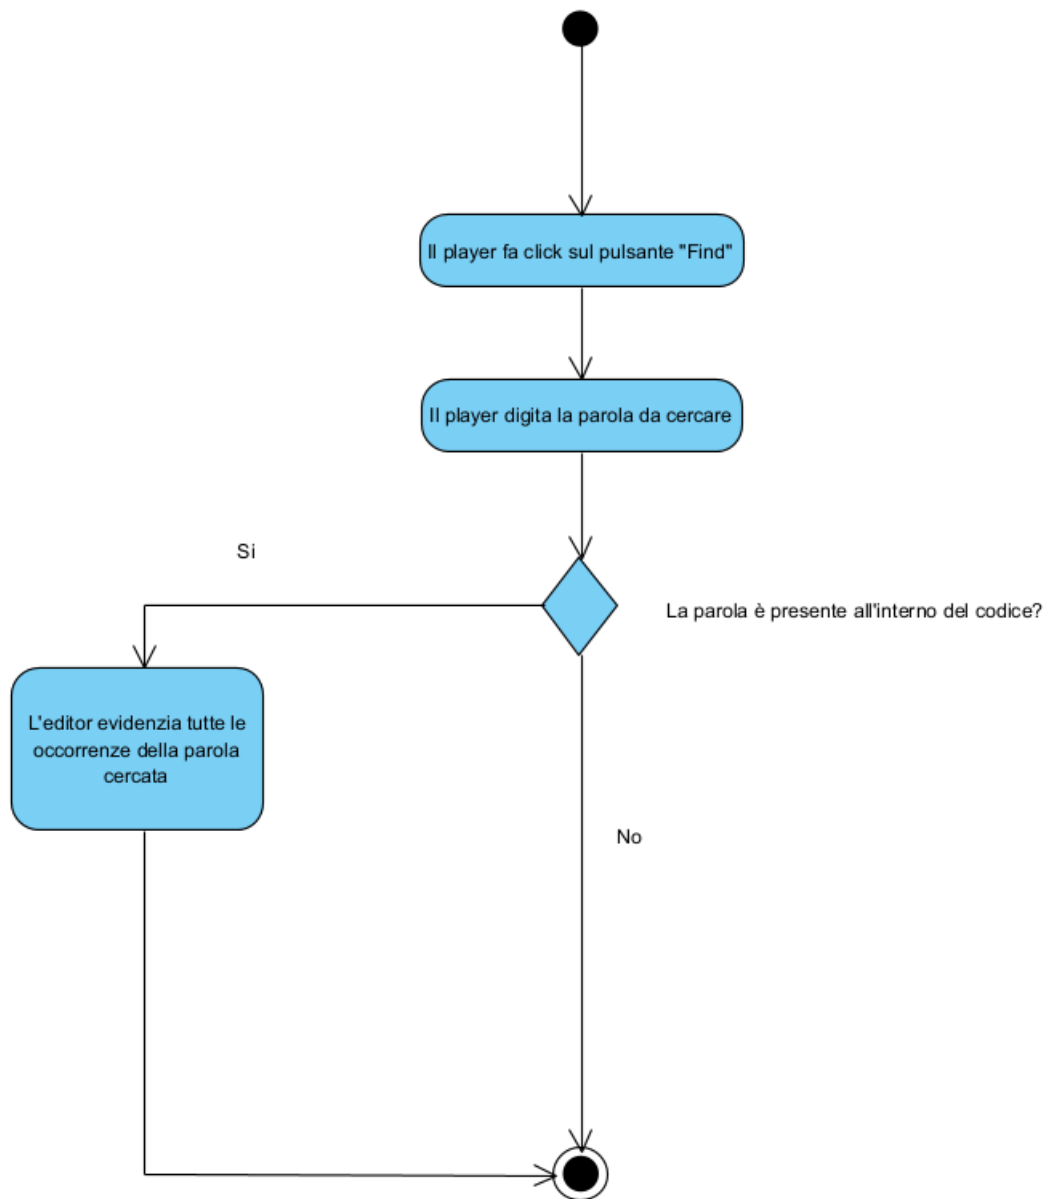 Il player fa click sul pulsante "Find"
Il player digita la parola da cercare
Si
La parola è presente all'interno del codice?
L'editor evidenzia tutte le
occorrenze della parola
cercata
No